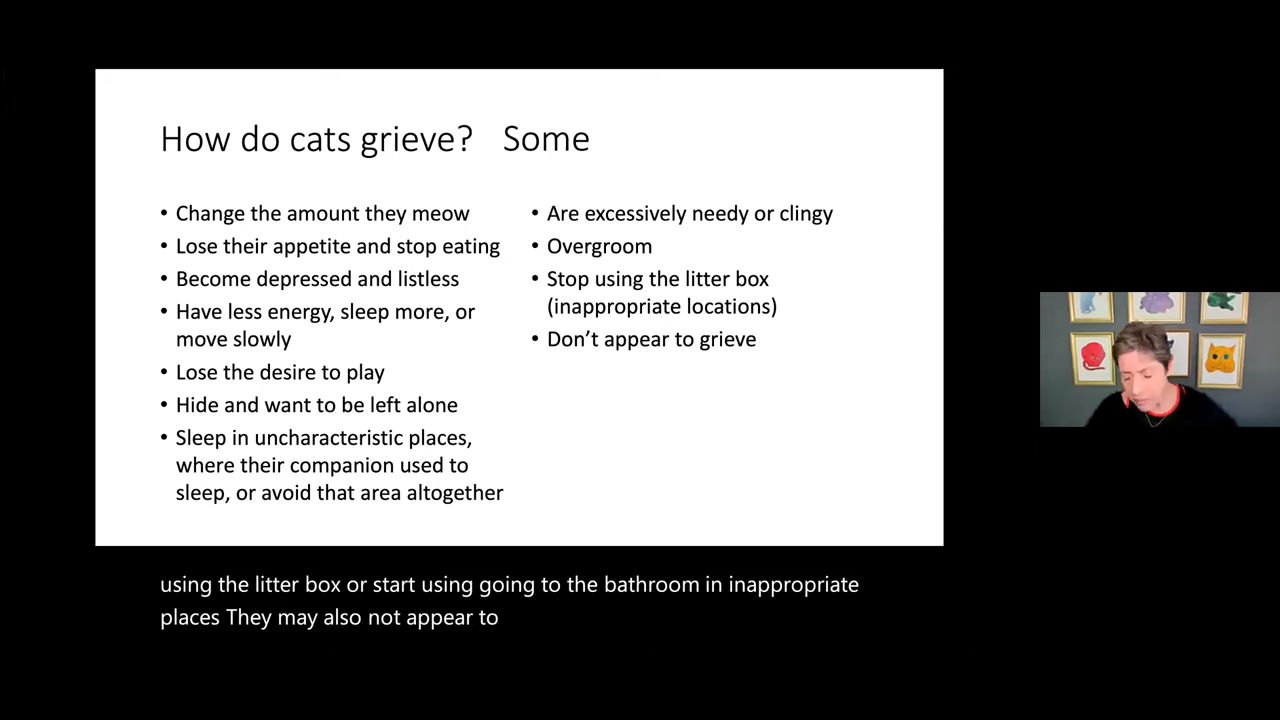 How do cats grieve? Some
• Change the amount they meow
• Lose their appetite and stop eating
• Become depressed and listless
• Have less energy, sleep more, or
move slowly
• Lose the desire to play
• Hide and want to be left alone
• Sleep in uncharacteristic places,
where their companion used to
sleep, or avoid that area altogether
• Are excessively needy or clingy
• Overgroom
• Stop using the litter box
(inappropriate locations)
• Don’t appear to grieve
using the litter box or start using going to the bathroom in inappropriate
places They may also not appear to